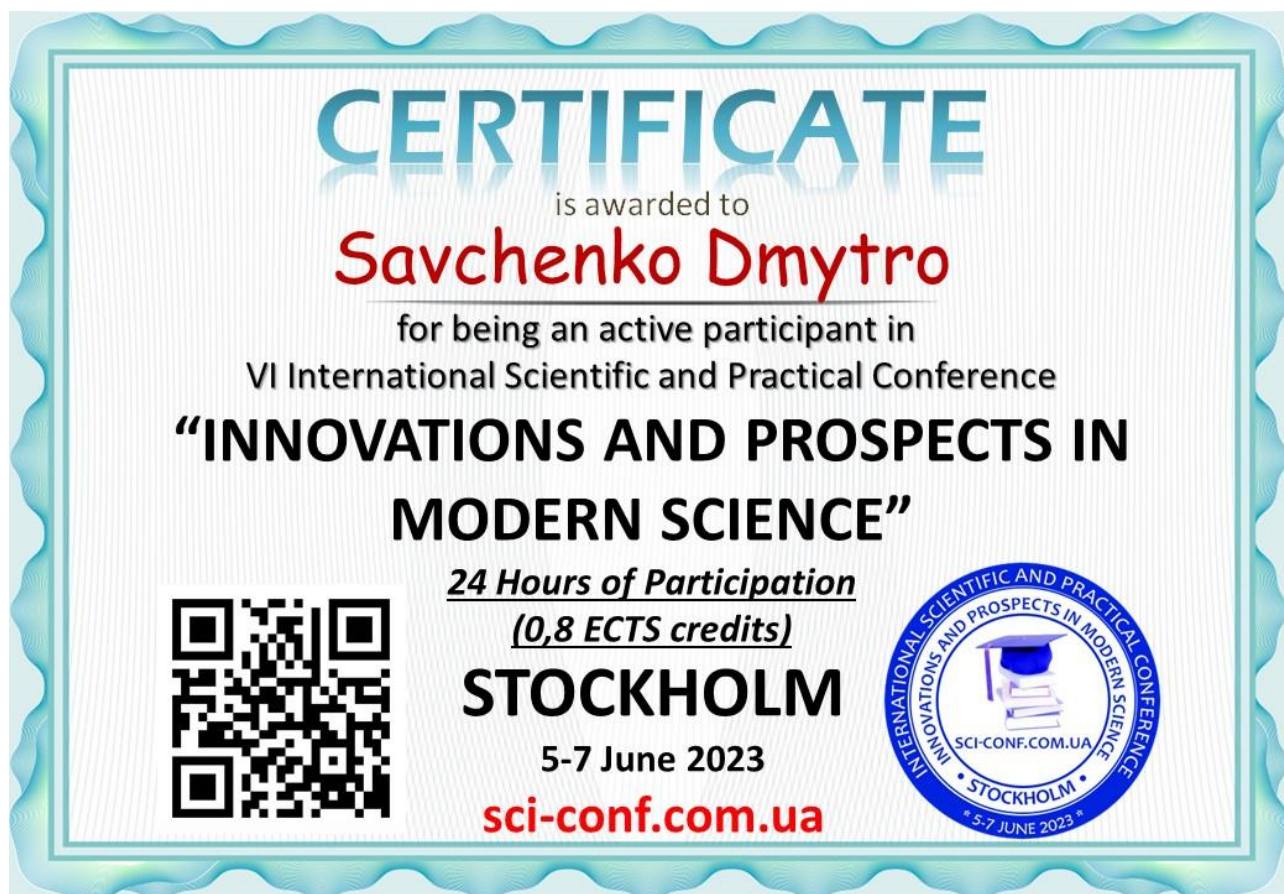 CERTIFICATE
is awarded to
Savchenko Dmytro
for being an active participant in
VI International Scientific and Practical Conference
“INNOVATIONS AND PROSPECTS IN
MODERN SCIENCE”
24 Hours of Participation
(0,8 ECTS credits)
STOCKHOLM
5-7 June 2023
sci-conf.com.ua
INTERNATIONAL SCIENTIFIC AND PRACTICAL CONFERENCE
INNOVATIONS AND PROSPECTS IN MODERN SCIENCE
SCI-CONF.COM.UA
• STOCKHOLM •
* 5-7 JUNE 2023 *